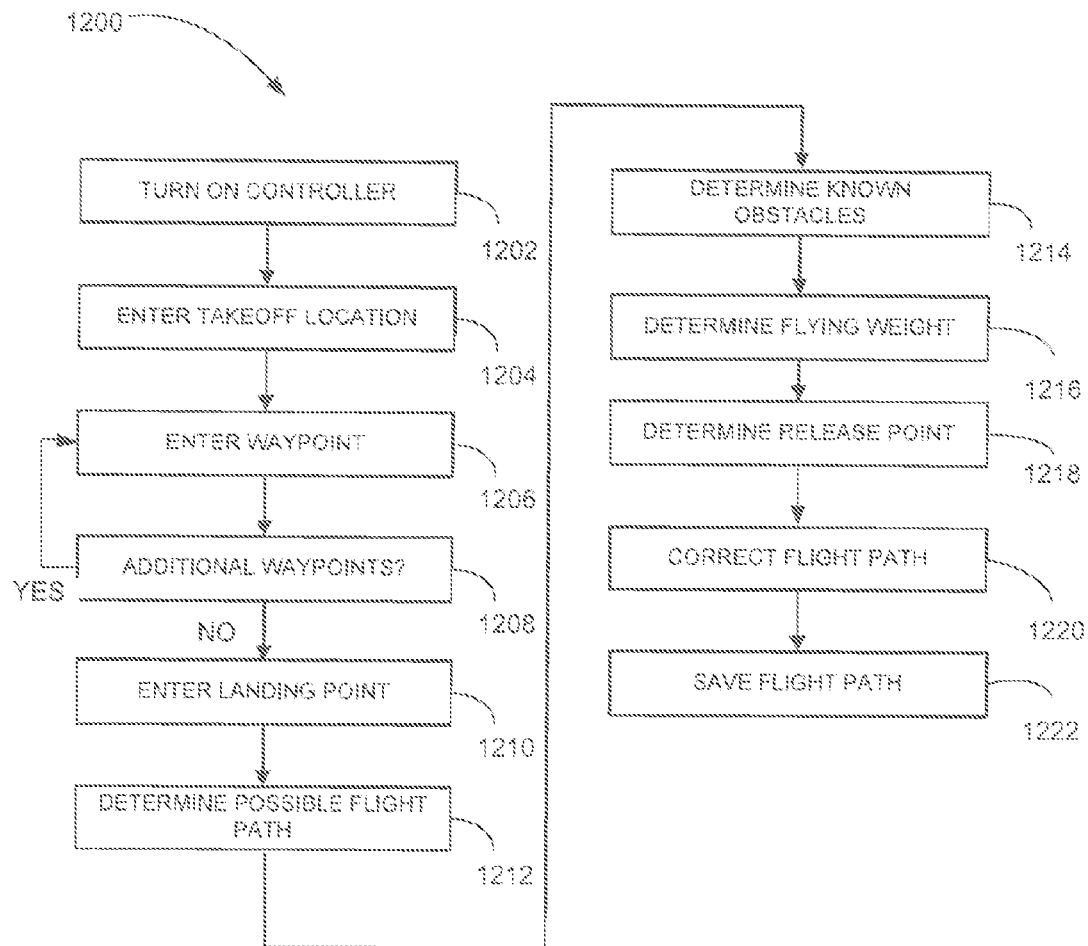 1200
TURN ON CONTROLLER
1202
ENTER TAKEOFF LOCATION
1204
ENTER WAYPOINT
1206
ADDITIONAL WAYPOINTS?
YES
1208
NO
ENTER LANDING POINT
1210
DETERMINE POSSIBLE FLIGHT
PATH
1212
DETERMINE KNOWN
OBSTACLES
1214
DETERMINE FLYING WEIGHT
1216
DETERMINE RELEASE POINT
1218
CORRECT FLIGHT PATH
1220
SAVE FLIGHT PATH
1222